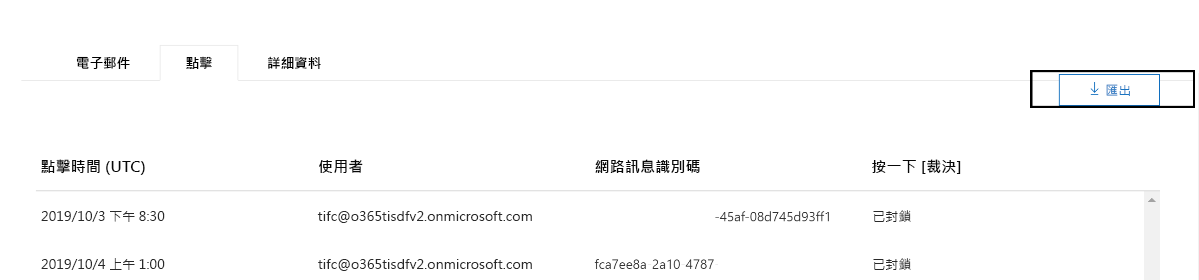 電子郵件 點擊 詳細資料
匯出
點擊時間 (UTC) 使用者 網路訊息識別碼 按一下 [裁決]
2019/10/3 下午 8:30 tifc@o365tisdfv2.onmicrosoft.com -45af-08d745d93ff1 已封鎖
2019/10/4 上午 1:00 tifc@o365tisdfv2.onmicrosoft.com fca7ee8a-2a10-4787 已封鎖